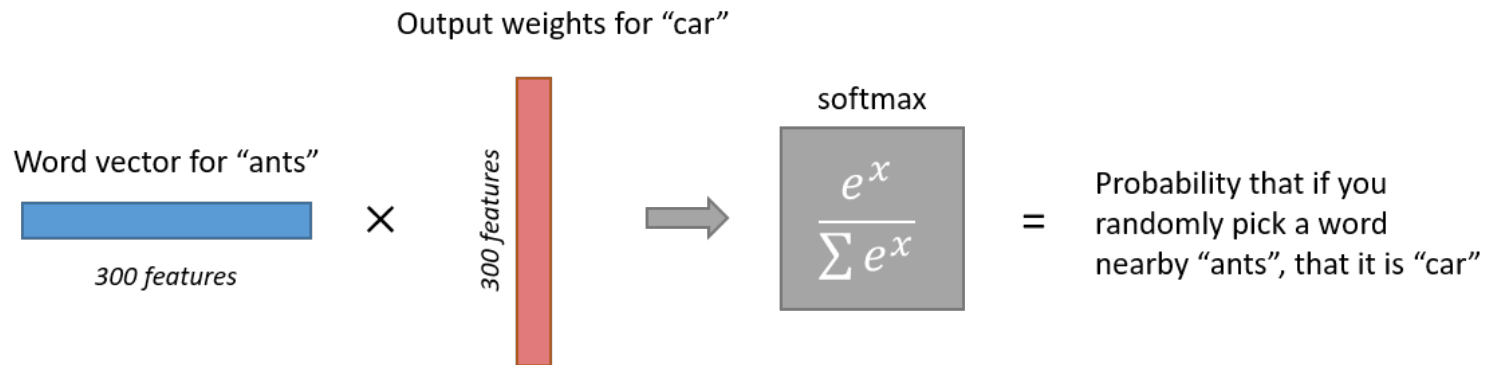 Output weights for “car”
softmax
Word vector for “ants”
300 features
×
300 features
e^x
∑ e^x
=
Probability that if you
randomly pick a word
nearby “ants”, that it is “car”